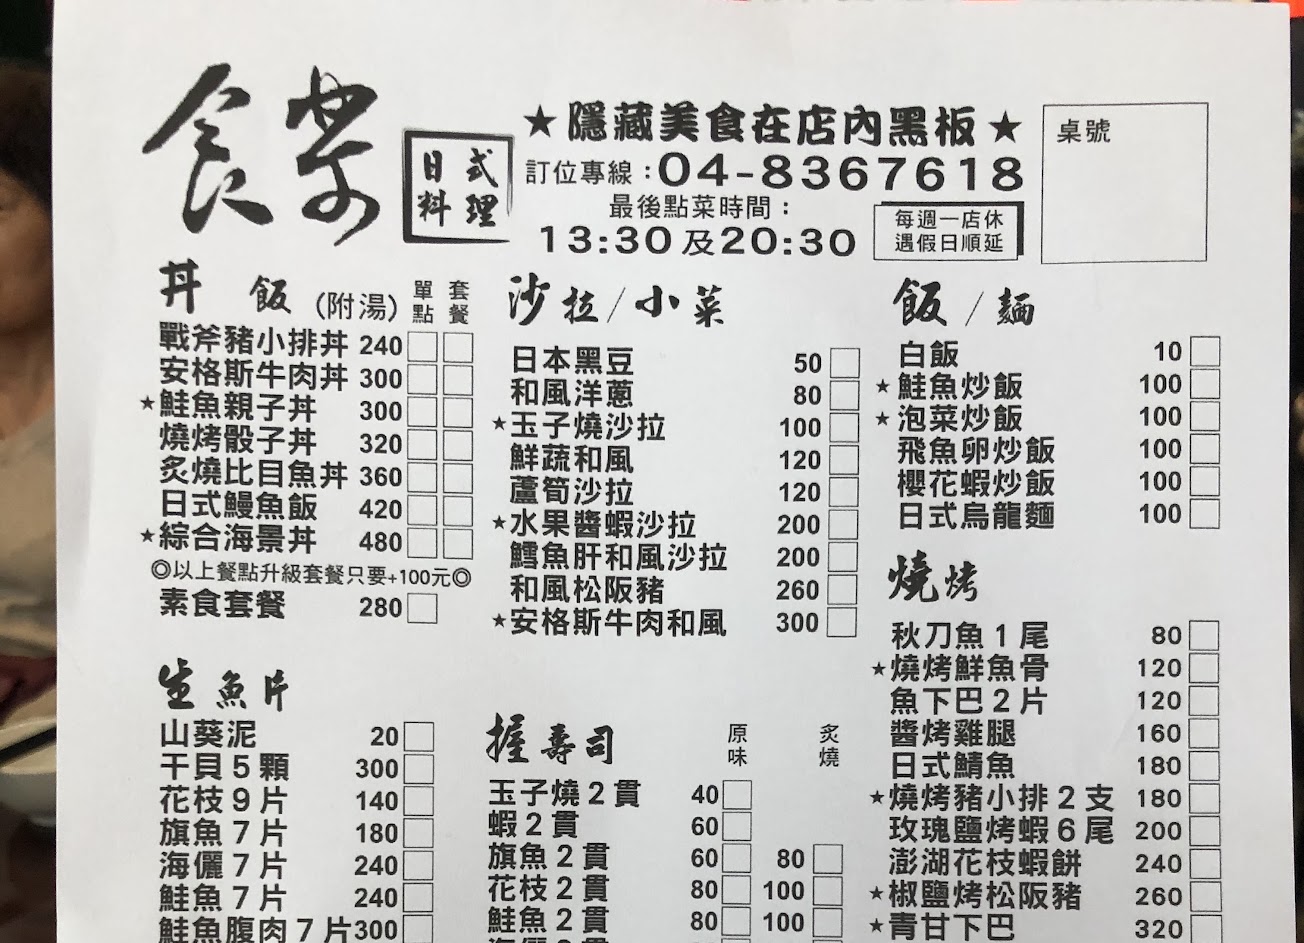 食樂
日式料理
★隱藏美食在店內黑板★
訂位專線：04-8367618
最後點菜時間：
13:30及20:30
每週一店休
遇假日順延
桌號
丼飯(附湯) 單點 套餐
戰斧豬小排丼 240
安格斯牛肉丼 300
★鮭魚親子丼 300
燒烤骰子丼 320
炙燒比目魚丼 360
日式鰻魚飯 420
★綜合海景丼 480
◎以上餐點升級套餐只要+100元◎
素食套餐 280
生魚片
山葵泥 20
干貝5顆 300
花枝9片 140
旗魚7片 180
海儷7片 240
鮭魚7片 240
鮭魚腹肉7片 300
沙拉/小菜
日本黑豆 50
和風洋蔥 80
★玉子燒沙拉 100
鮮蔬和風 120
蘆筍沙拉 120
★水果醬蝦沙拉 200
鱈魚肝和風沙拉 200
和風松阪豬 260
★安格斯牛肉和風 300
握壽司 原味 炙燒
玉子燒2貫 40
蝦2貫 60
旗魚2貫 60 80
花枝2貫 80 100
鮭魚2貫 80 100
飯/麵
白飯 10
★鮭魚炒飯 100
★泡菜炒飯 100
飛魚卵炒飯 100
櫻花蝦炒飯 100
日式烏龍麵 100
燒烤
秋刀魚1尾 80
★燒烤鮮魚骨 120
魚下巴2片 120
醬烤雞腿 160
日式鯖魚 180
★燒烤豬小排2支 180
玫瑰鹽烤蝦6尾 200
澎湖花枝蝦餅 240
★椒鹽烤松阪豬 260
★青甘下巴 320